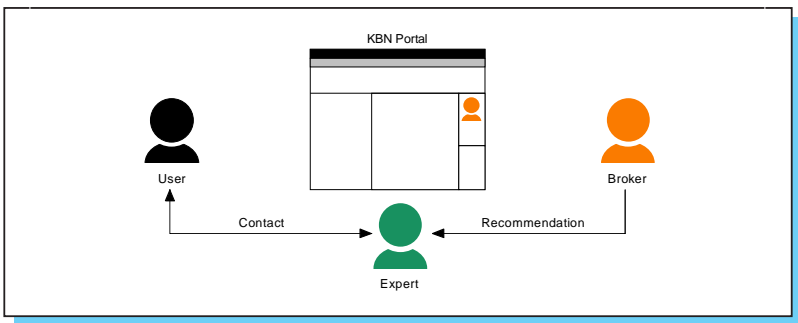 KBN Portal
User
Broker
Contact
Recommendation
Expert